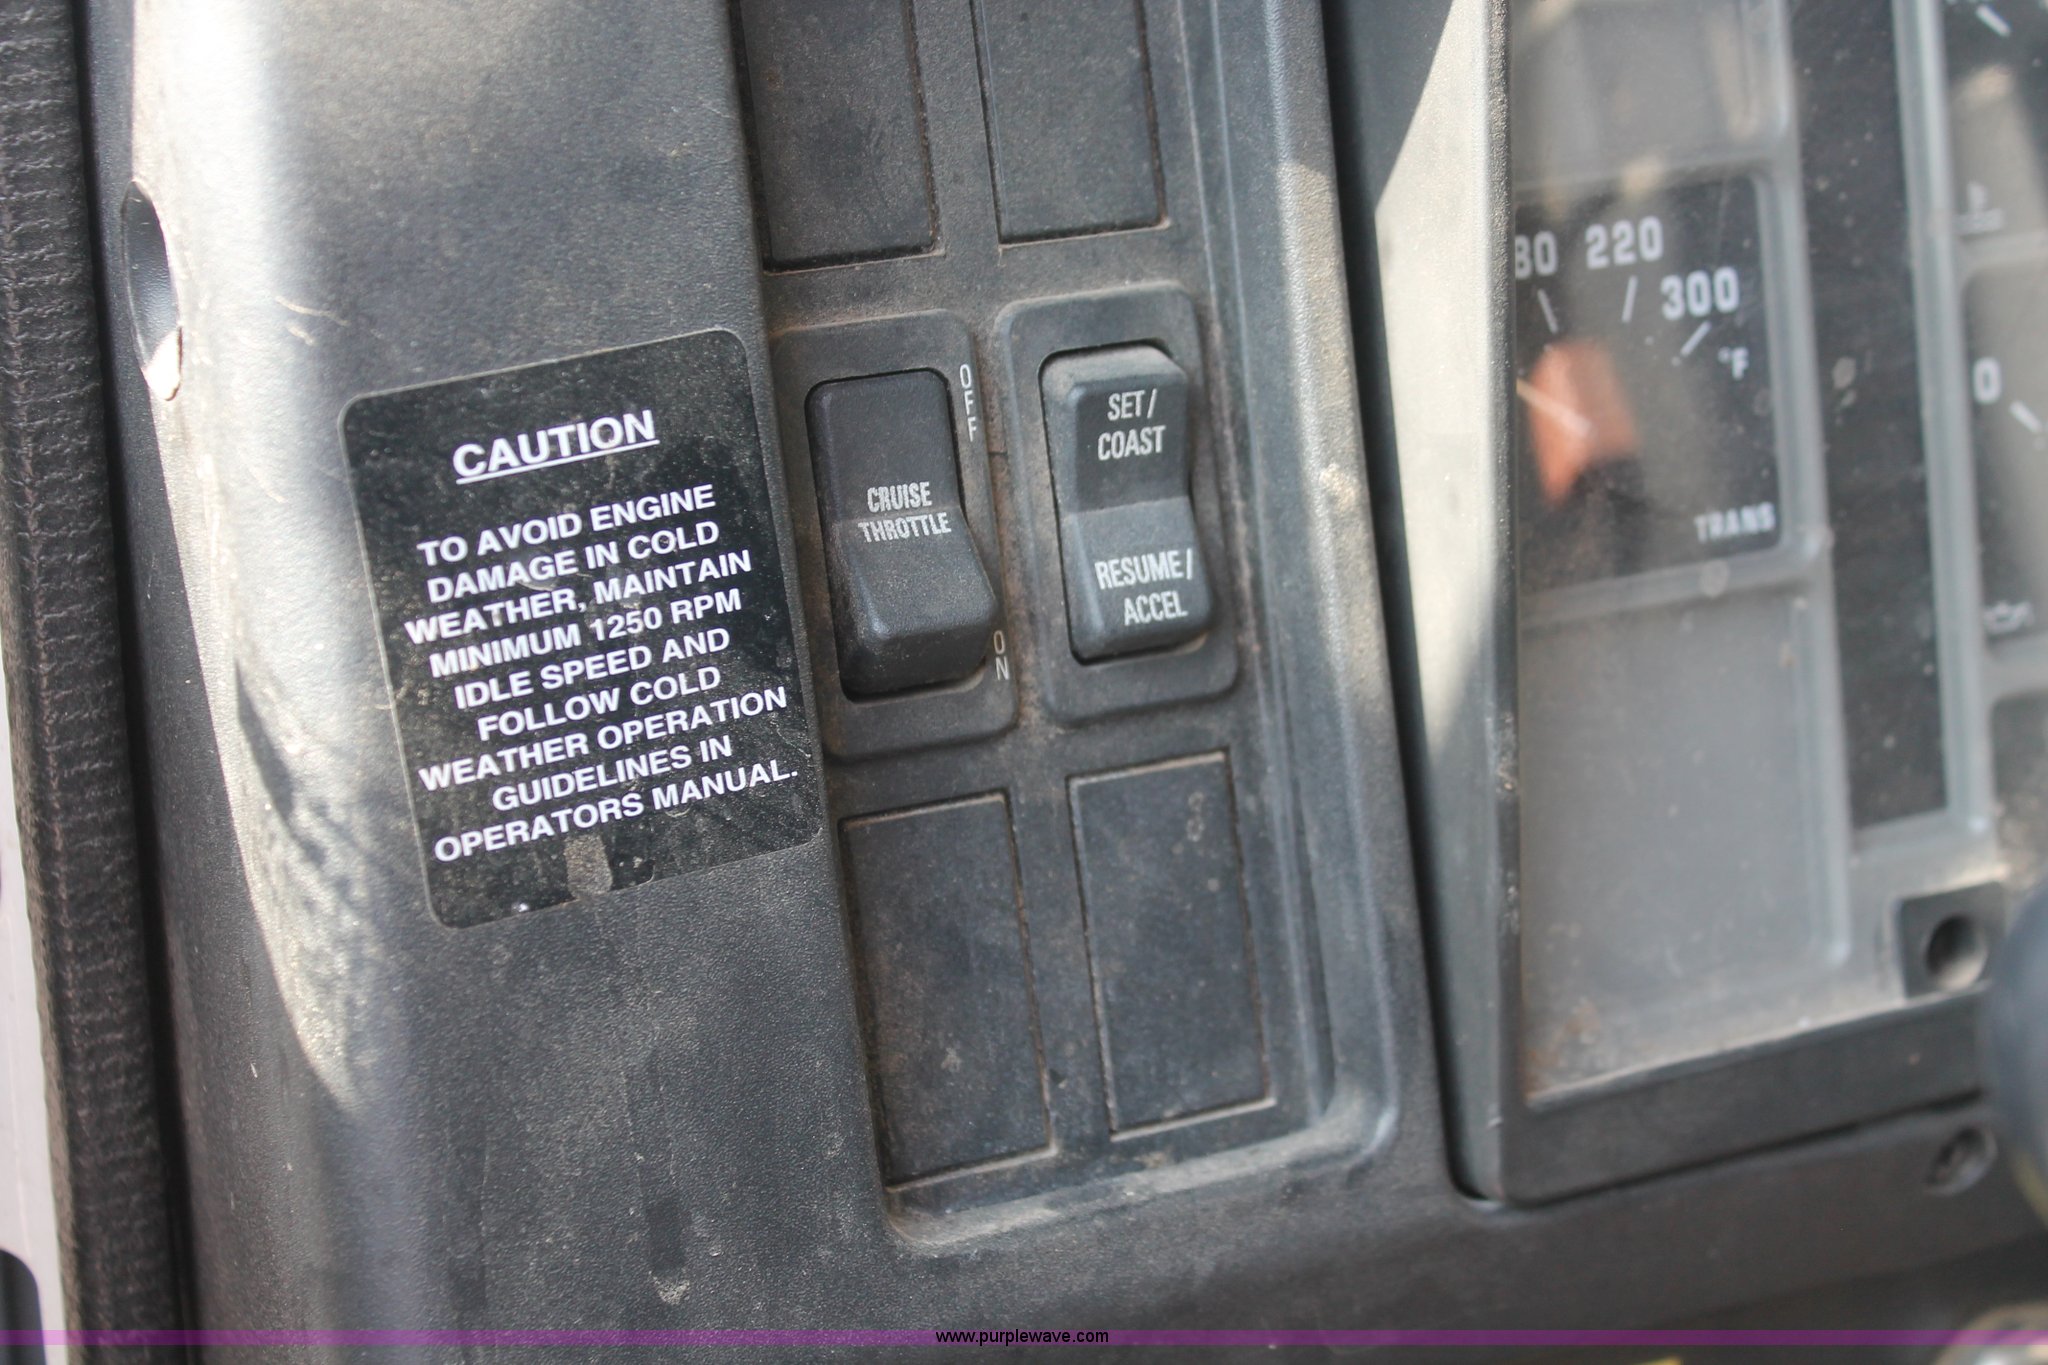 CAUTION
TO AVOID ENGINE
DAMAGE IN COLD
WEATHER, MAINTAIN
MINIMUM 1250 RPM
IDLE SPEED AND
FOLLOW COLD
WEATHER OPERATION
GUIDELINES IN
OPERATORS MANUAL.
OFF
CRUISE
THROTTLE
ON
SET/
COAST
RESUME/
ACCEL
220
300
°F
TRANS
0
www.purplewave.com